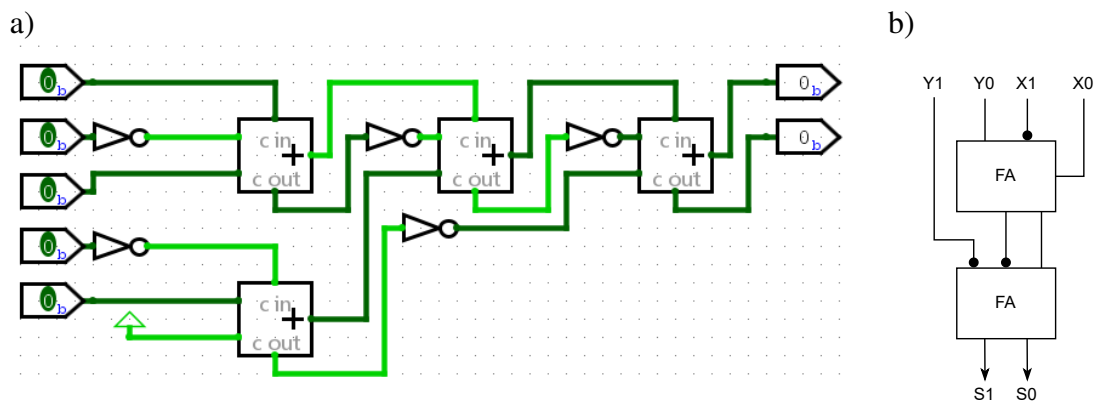 a)
b)
0b
0b
0b
0b
0b
c in
+
c out
c in
+
c out
c in
+
c out
c in
+
c out
0b
0b
Y1 Y0 X1 X0
FA
FA
S1 S0